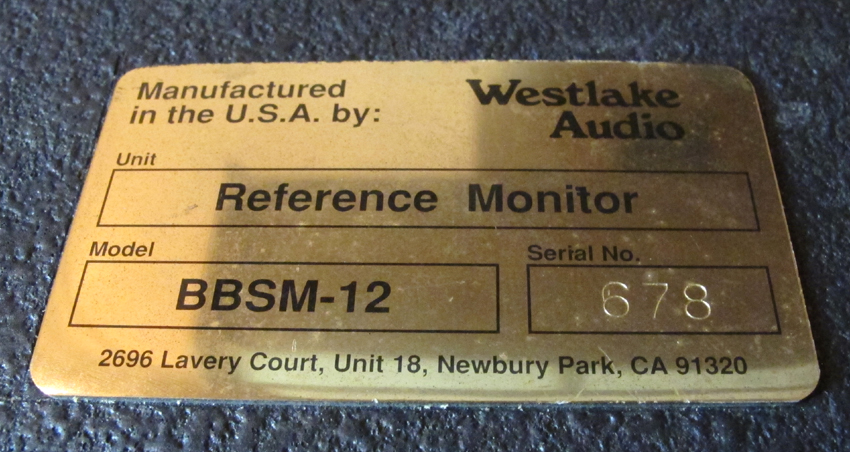 Manufactured
in the U.S.A. by:
Westlake
Audio
Unit
Reference Monitor
Model
BBSM-12
Serial No.
678
2696 Lavery Court, Unit 18, Newbury Park, CA 91320